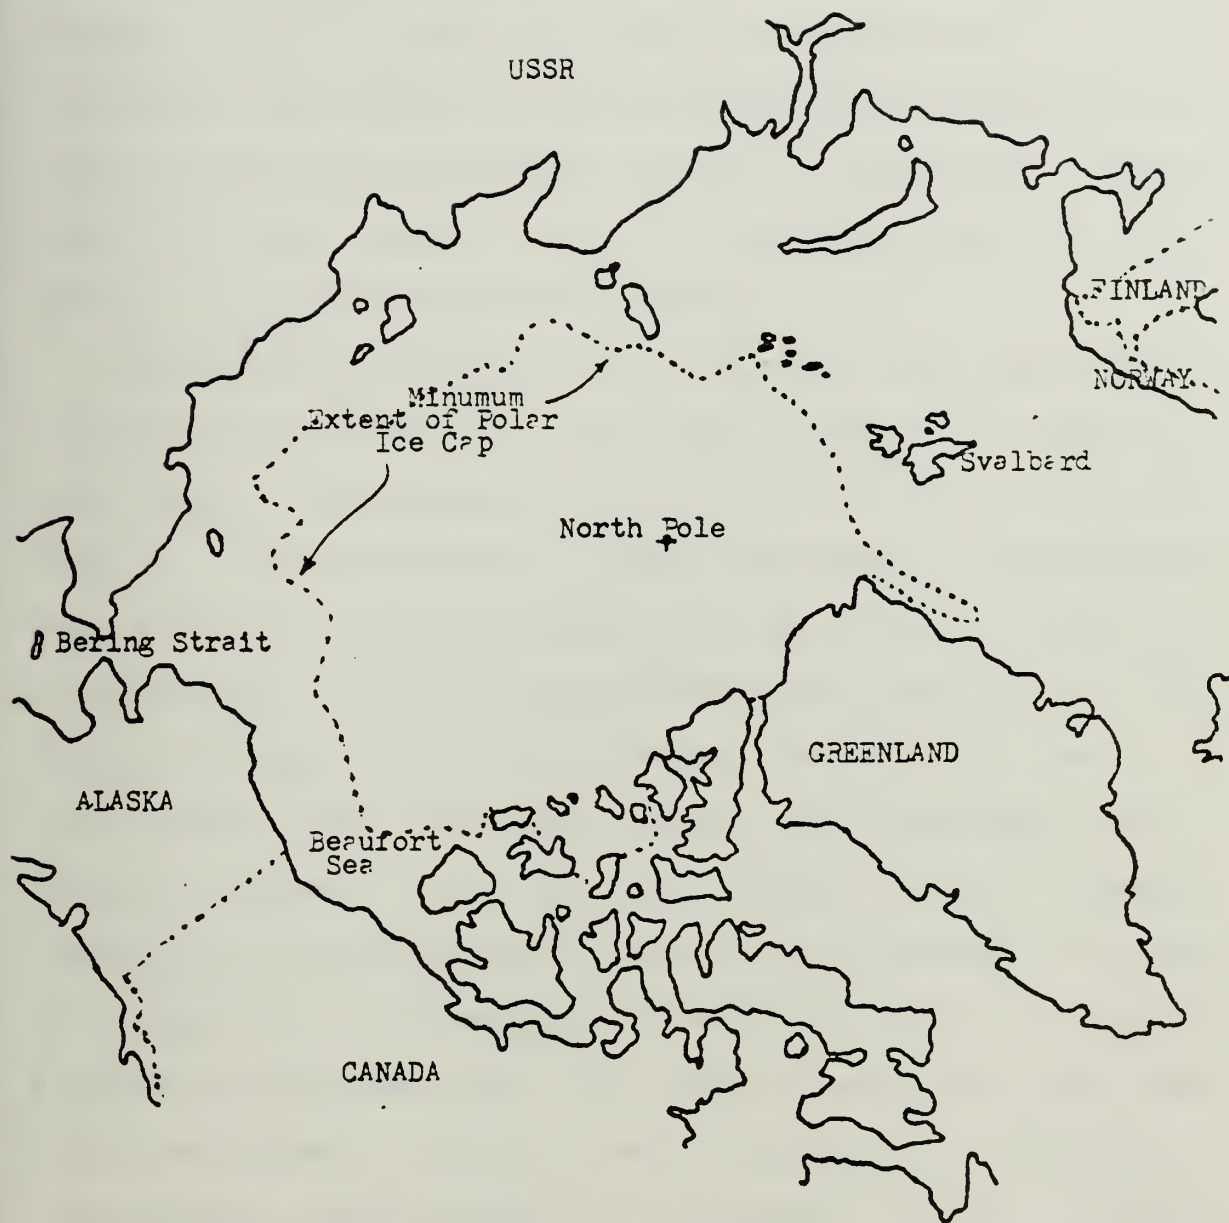 USSR
FINLAND
NORWAY
Minumum
Extent of Polar
Ice Cap
Svalbard
North Pole
Bering Strait
GREENLAND
ALASKA
Beaufort
Sea
CANADA